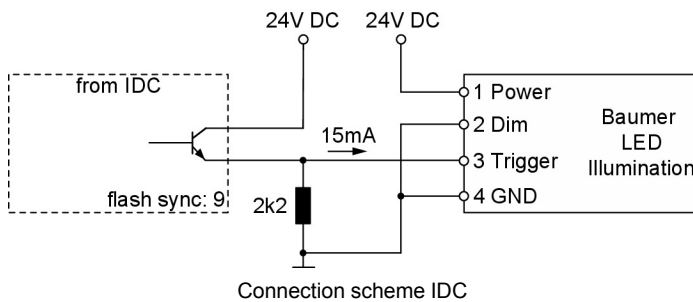 24V DC
24V DC
from IDC
1 Power
Baumer
LED
Illumination
2 Dim
15mA
3 Trigger
flash sync: 9
2k2
4 GND
Connection scheme IDC